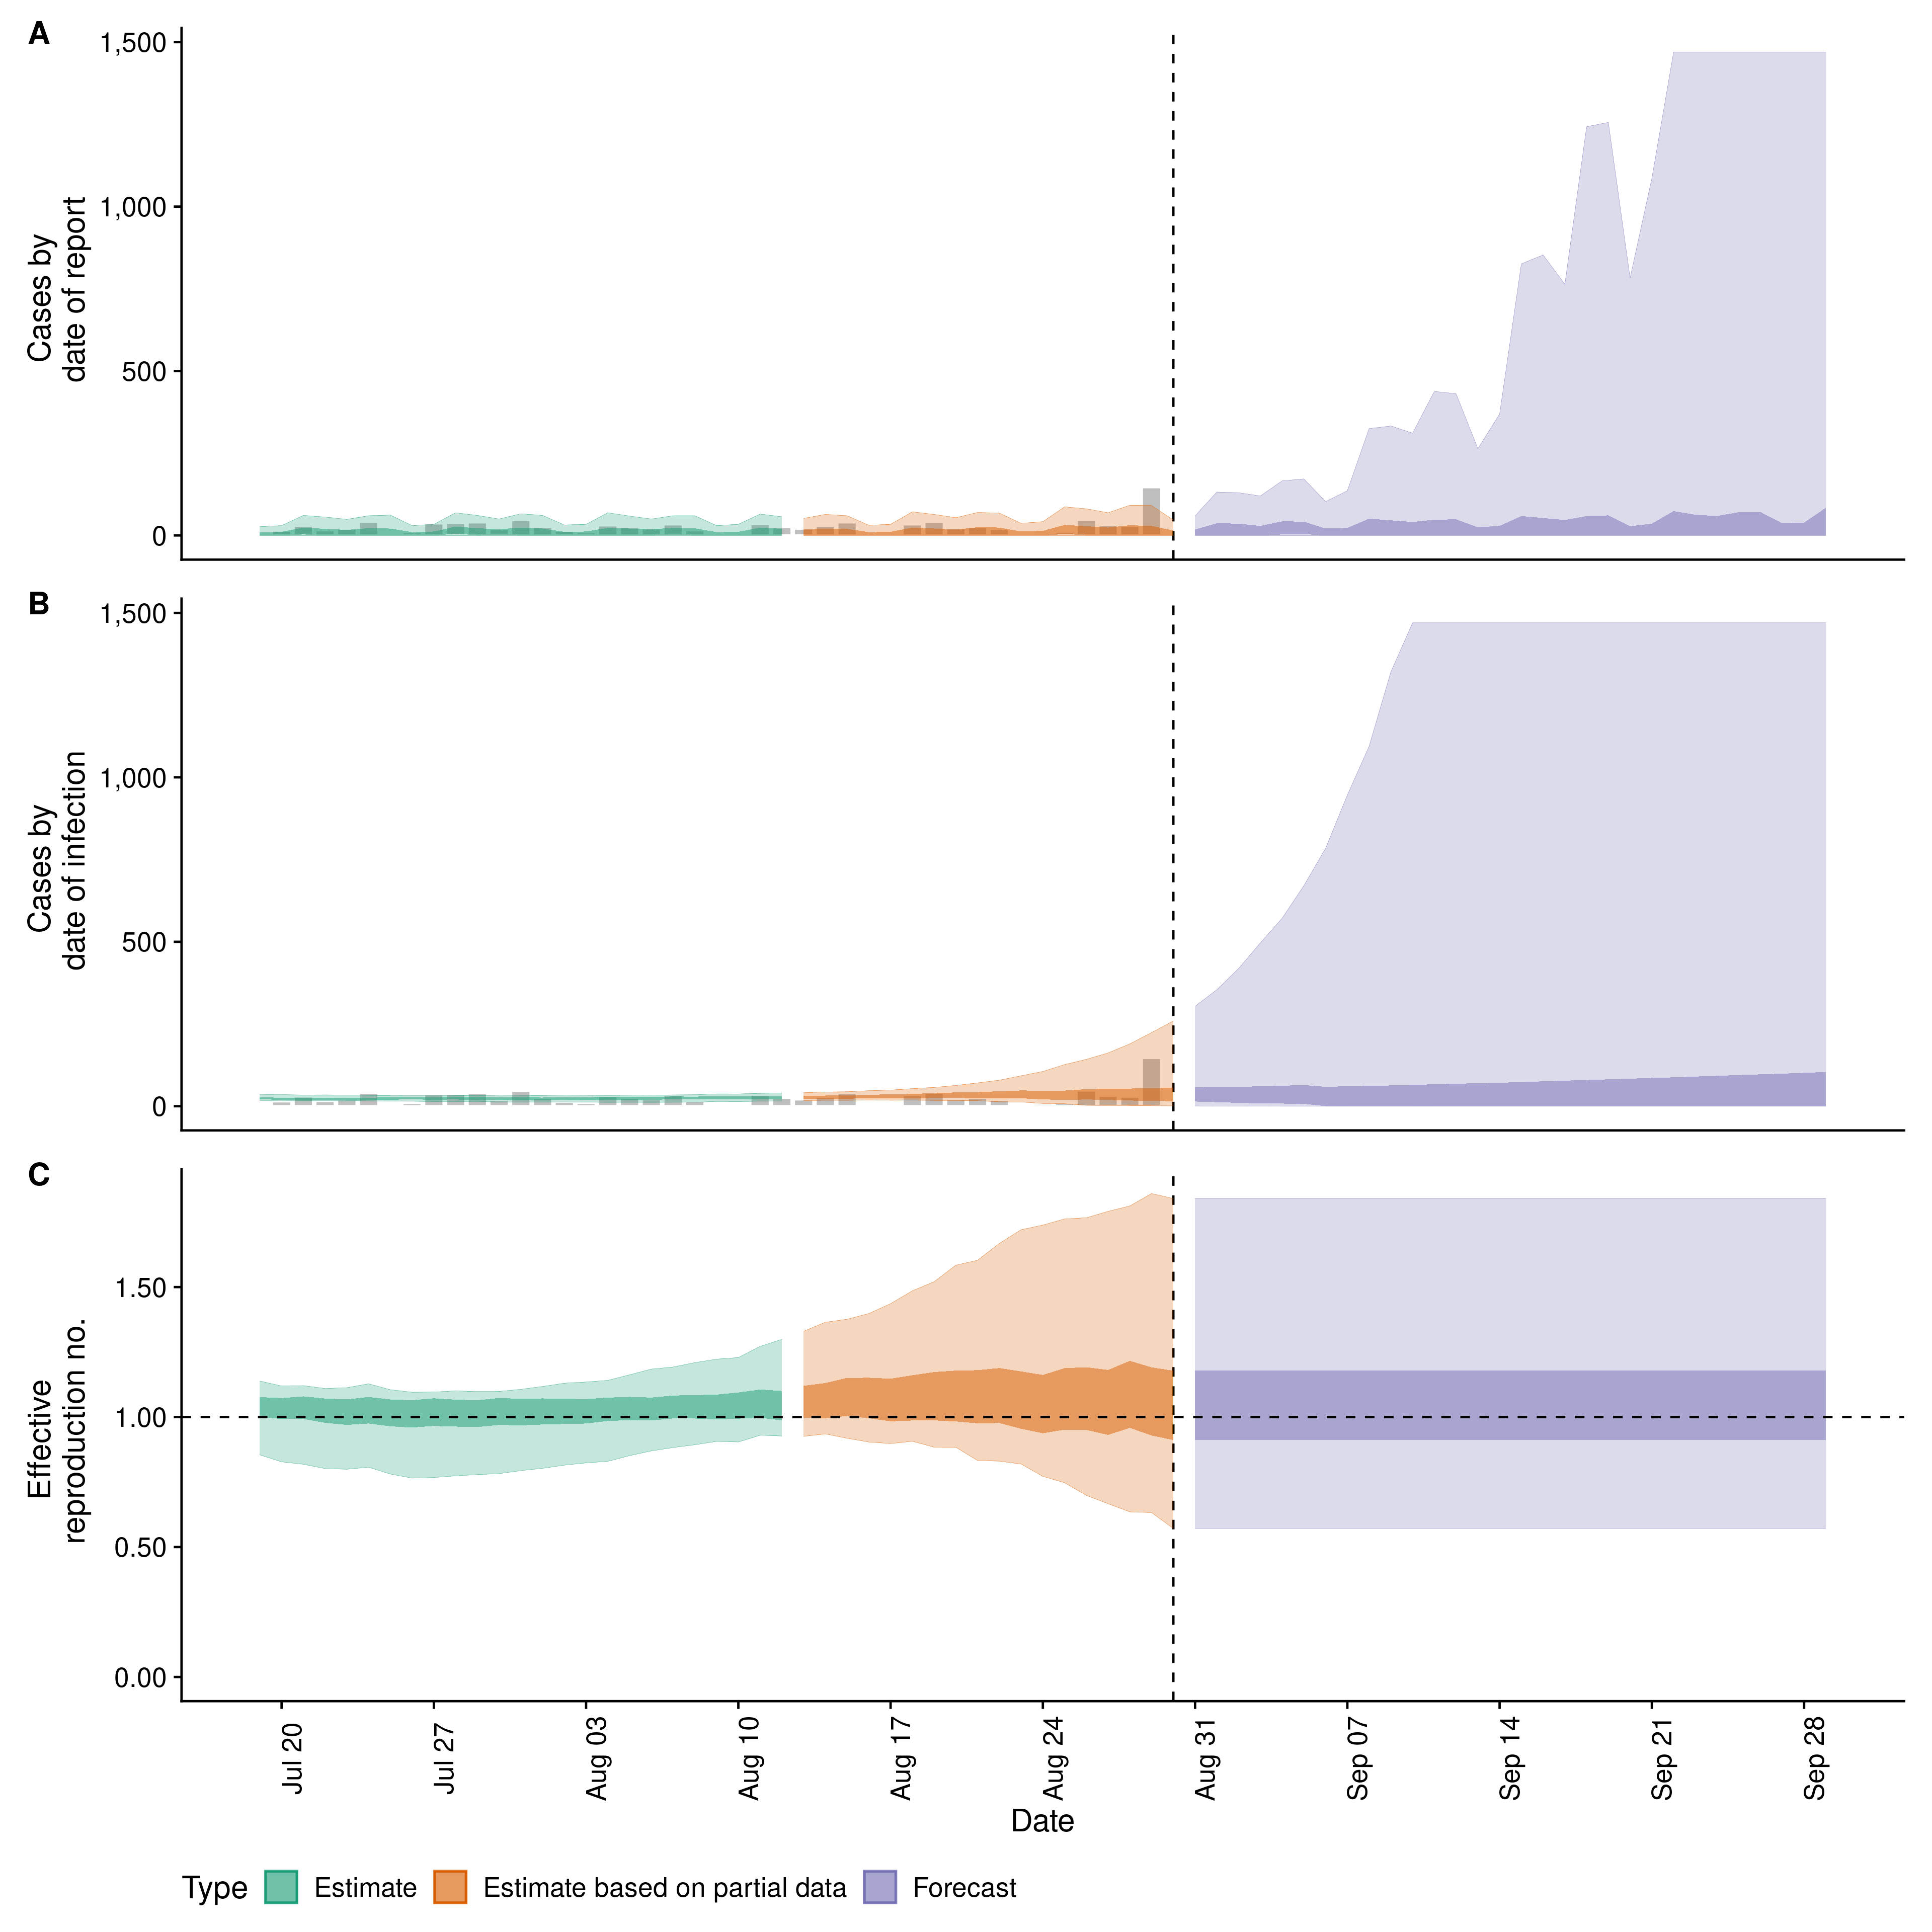 A
1,500
1,000
500
0
Cases by
date of report
B
1,500
1,000
500
0
Cases by
date of infection
C
1.50
1.00
0.50
0.00
Effective
reproduction no.
Jul 20
Jul 27
Aug 03
Aug 10
Aug 17
Aug 24
Aug 31
Sep 07
Sep 14
Sep 21
Sep 28
Date
Type Estimate Estimate based on partial data Forecast